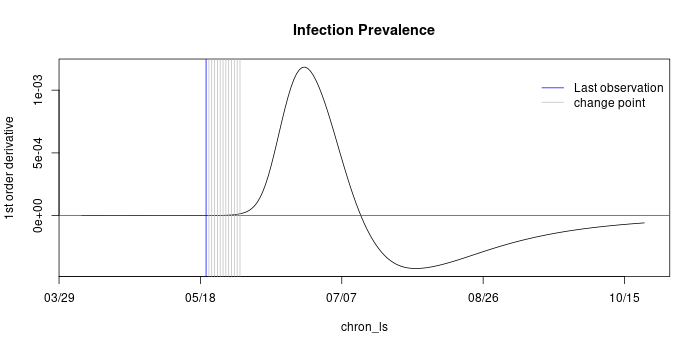 Infection Prevalence
1st order derivative
1e-03
5e-04
0e+00
Last observation
change point
03/29
05/18
07/07
08/26
10/15
chron_ls